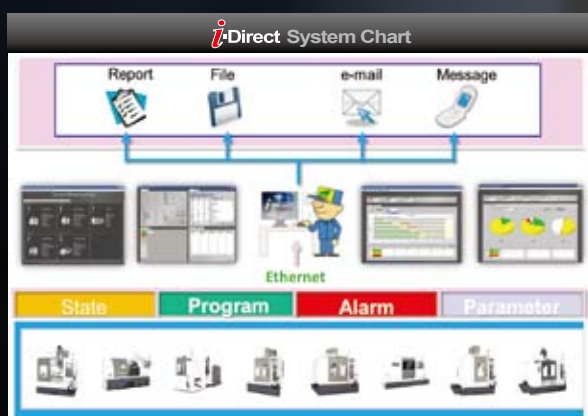 i-Direct System Chart
Report File e-mail Message
Ethernet
State Program Alarm Parameter